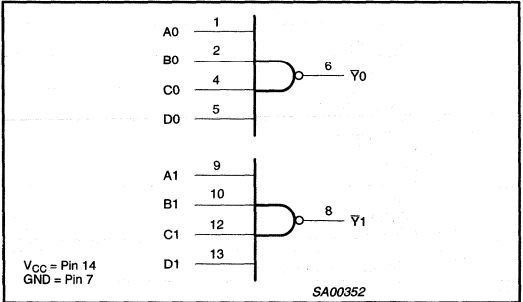 A0 1
B0 2
6 Y̅0
C0 4
D0 5
A1 9
B1 10
8 Y̅1
C1 12
D1 13
VCC = Pin 14
GND = Pin 7
SA00352